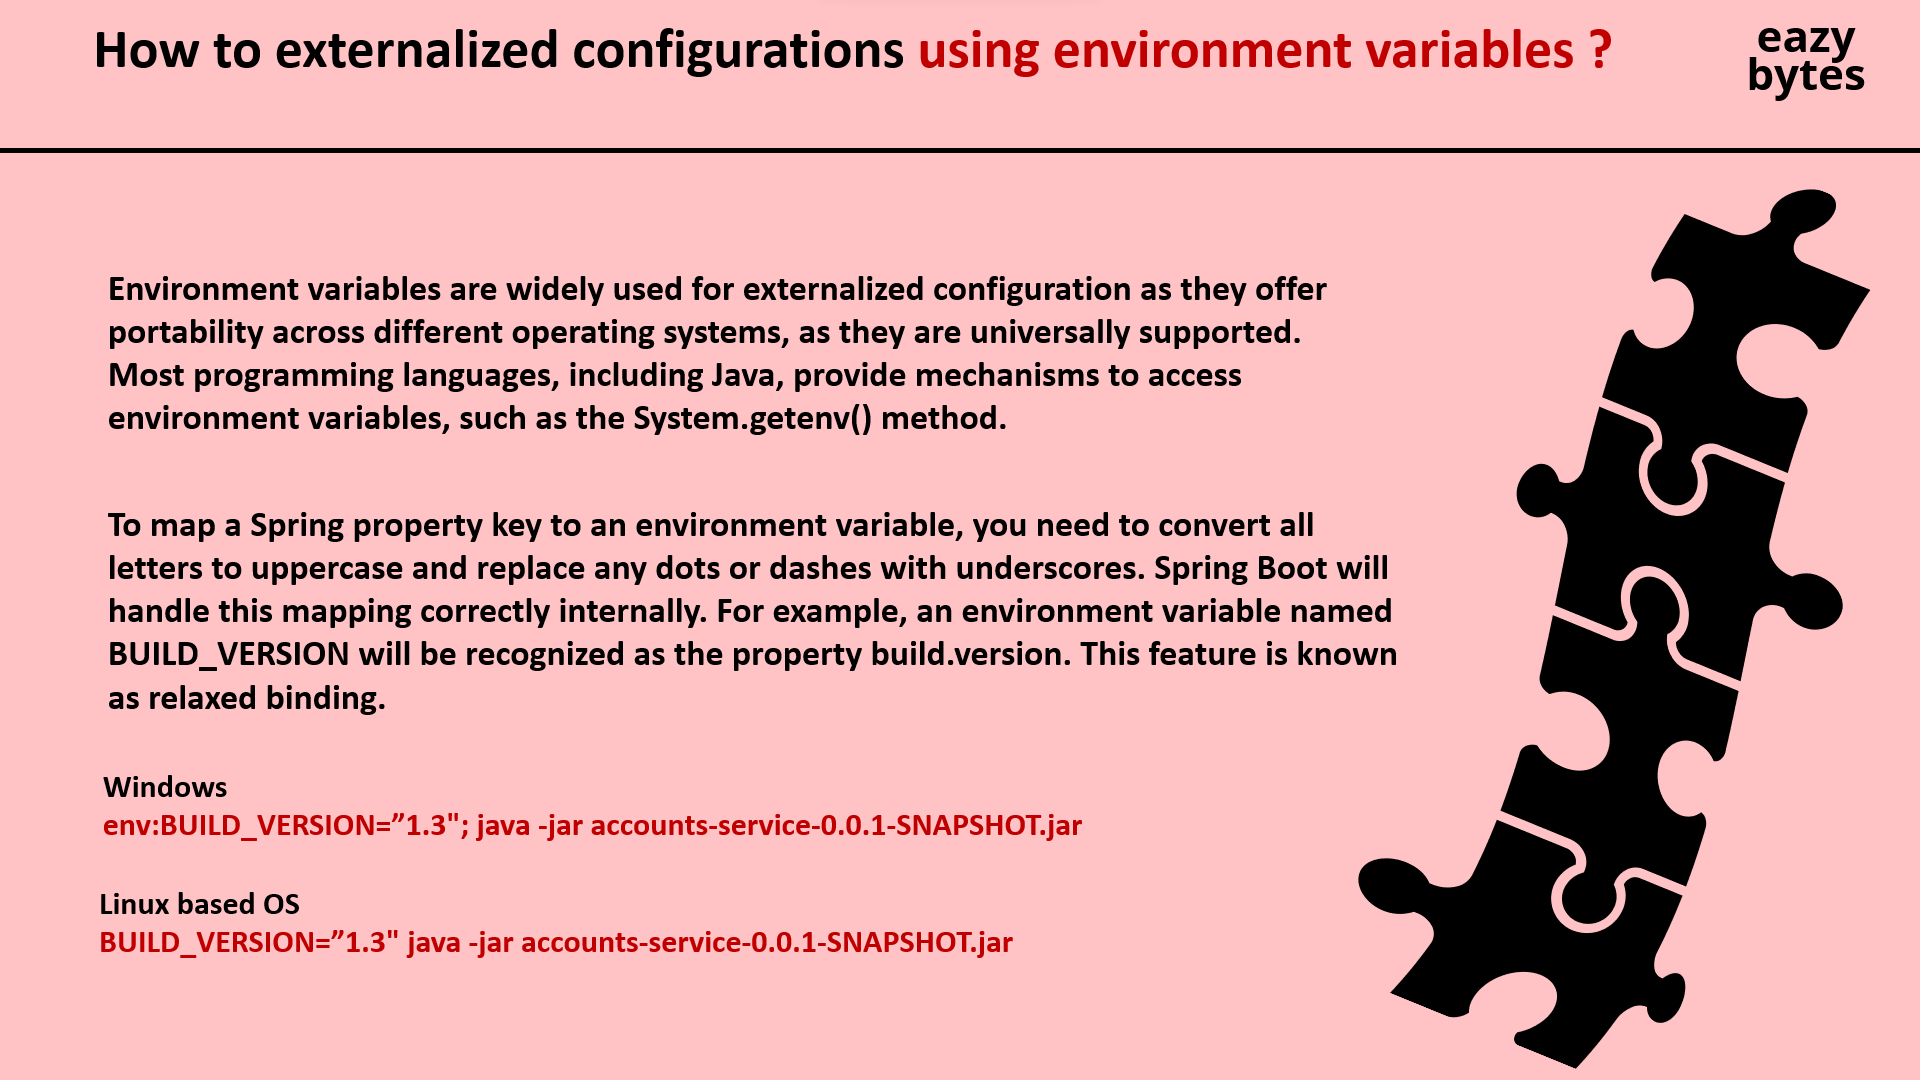 How to externalized configurations using environment variables ?
eazy
bytes
Environment variables are widely used for externalized configuration as they offer
portability across different operating systems, as they are universally supported.
Most programming languages, including Java, provide mechanisms to access
environment variables, such as the System.getenv() method.
To map a Spring property key to an environment variable, you need to convert all
letters to uppercase and replace any dots or dashes with underscores. Spring Boot will
handle this mapping correctly internally. For example, an environment variable named
BUILD_VERSION will be recognized as the property build.version. This feature is known
as relaxed binding.
Windows
env:BUILD_VERSION=”1.3"; java -jar accounts-service-0.0.1-SNAPSHOT.jar
Linux based OS
BUILD_VERSION=”1.3" java -jar accounts-service-0.0.1-SNAPSHOT.jar